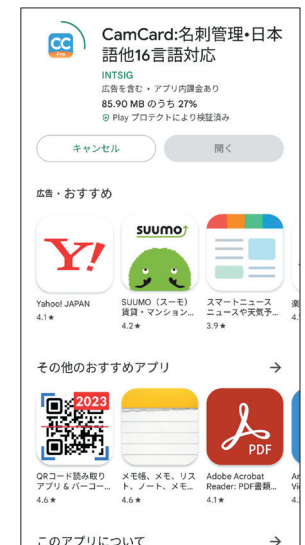 CC
Pro
CamCard:名刺管理•日本
語他16言語対応
INTSIG
広告を含む・アプリ内課金あり
85.90 MB のうち 27%
Play プロテクトにより検証済み
キャンセル
開く
広告・おすすめ
Y!
SUUMO
Yahoo! JAPAN
4.1★
SUUMO（スーモ）
賃貸・マンション...
4.2★
スマートニュース
ニュースや天気予...
3.9★
楽
4.
その他のおすすめアプリ
→
2023
PDF
QRコード読み取り
アプリ & バーコー...
4.6★
メモ帳、メモ、リス
ト、ノート、メモ...
4.6★
Adobe Acrobat
Reader: PDF書類...
4.1★
4.
このアプリについて
→